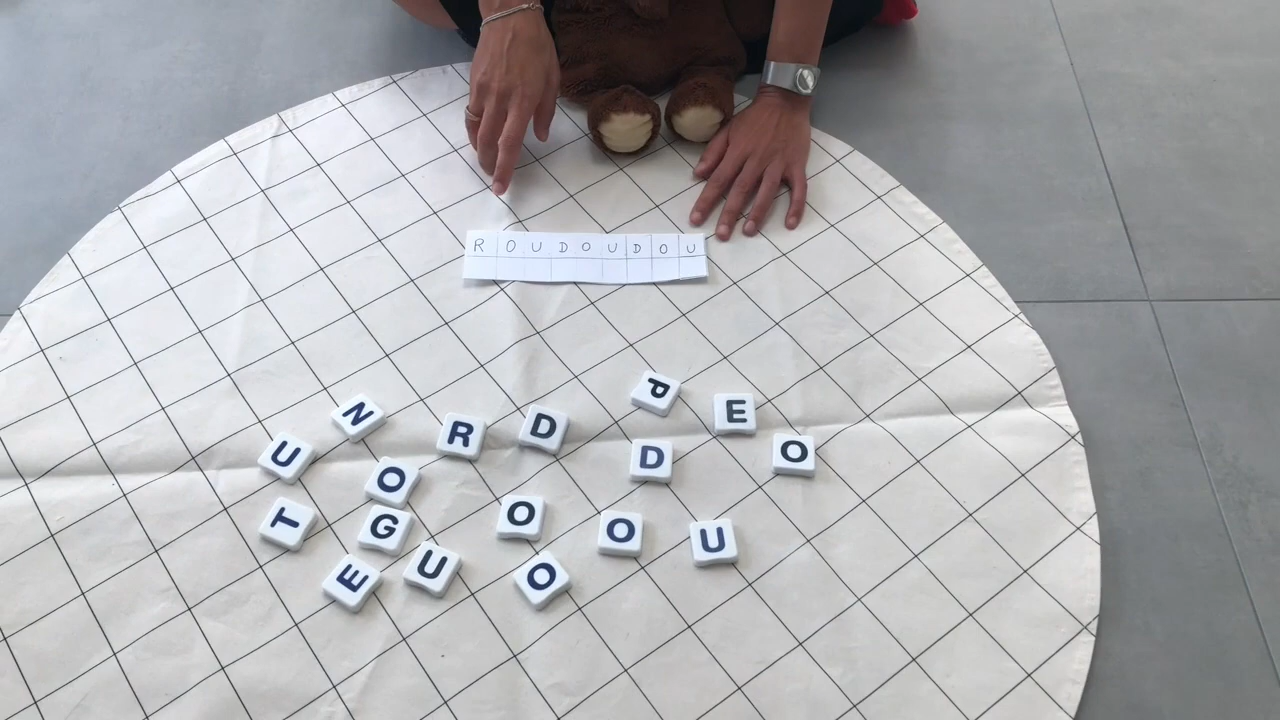 ROUDOUDOU
P E
N R D
U D O
O
T G O O U
E U O